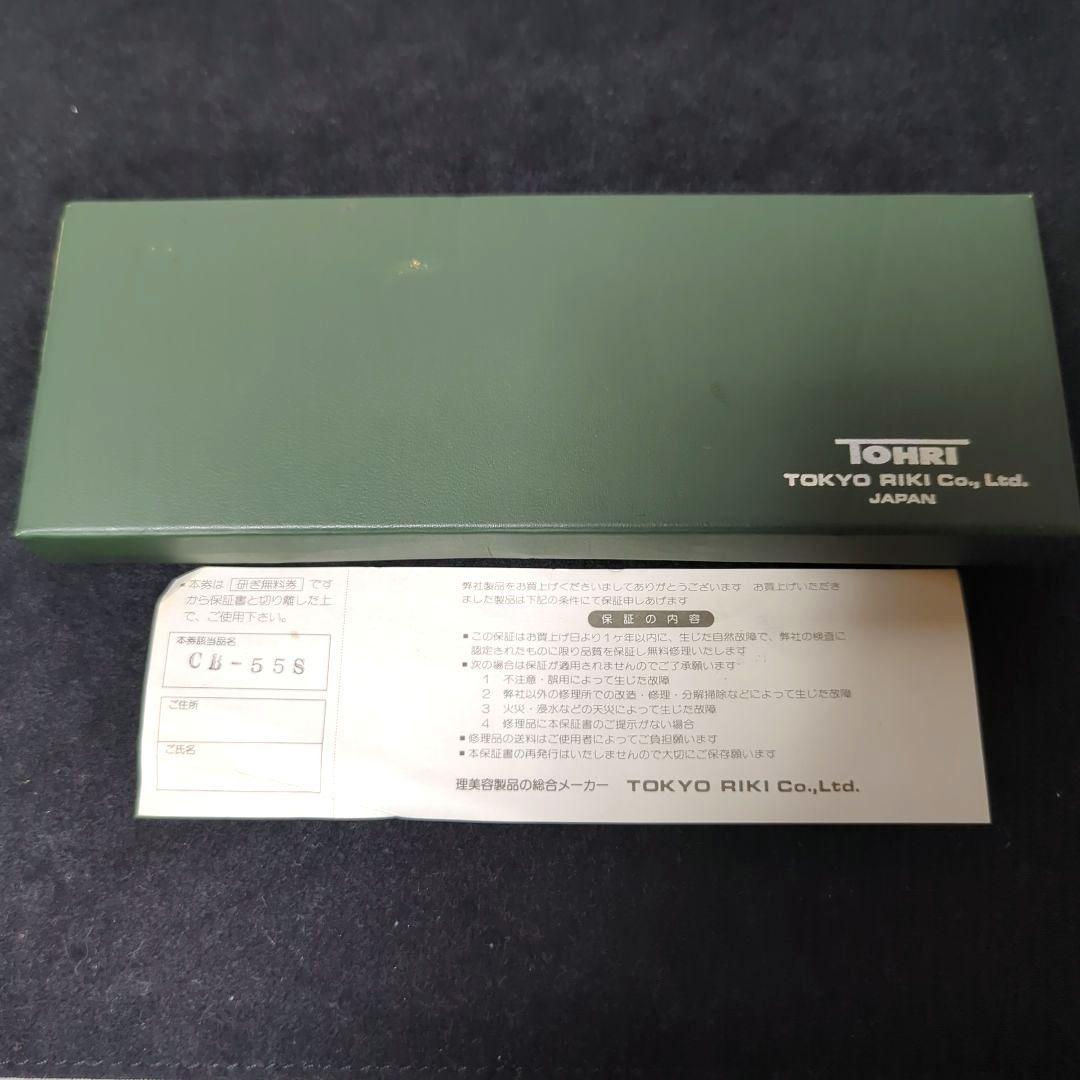 TOHRI
TOKYO RIKI Co., Ltd.
JAPAN
▪本券は 研ぎ無料券 です
から保証書と切り離した上
で、ご使用下さい。
本券該当品名
CB-55S
ご住所
ご氏名
弊社製品をお買上げくださいましてありがとうございます お買上げいただき
ました製品は下記の条件にて保証申しあげます
保証の内容
▪この保証はお買上げ日より1ヶ年以内に、生じた自然故障で、弊社の検査に
認定されたものに限り品質を保証し無料修理いたします
▪次の場合は保証が適用されませんのでご了承願います
1 不注意・誤用によって生じた故障
2 弊社以外の修理所での改造・修理・分解掃除などによって生じた故障
3 火災・浸水などの天災によって生じた故障
4 修理品に本保証書のご提示がない場合
▪修理品の送料はご使用者によってご負担願います
▪本保証書の再発行はいたしませんので大切にご保存願います
理美容製品の総合メーカー TOKYO RIKI Co.,Ltd.